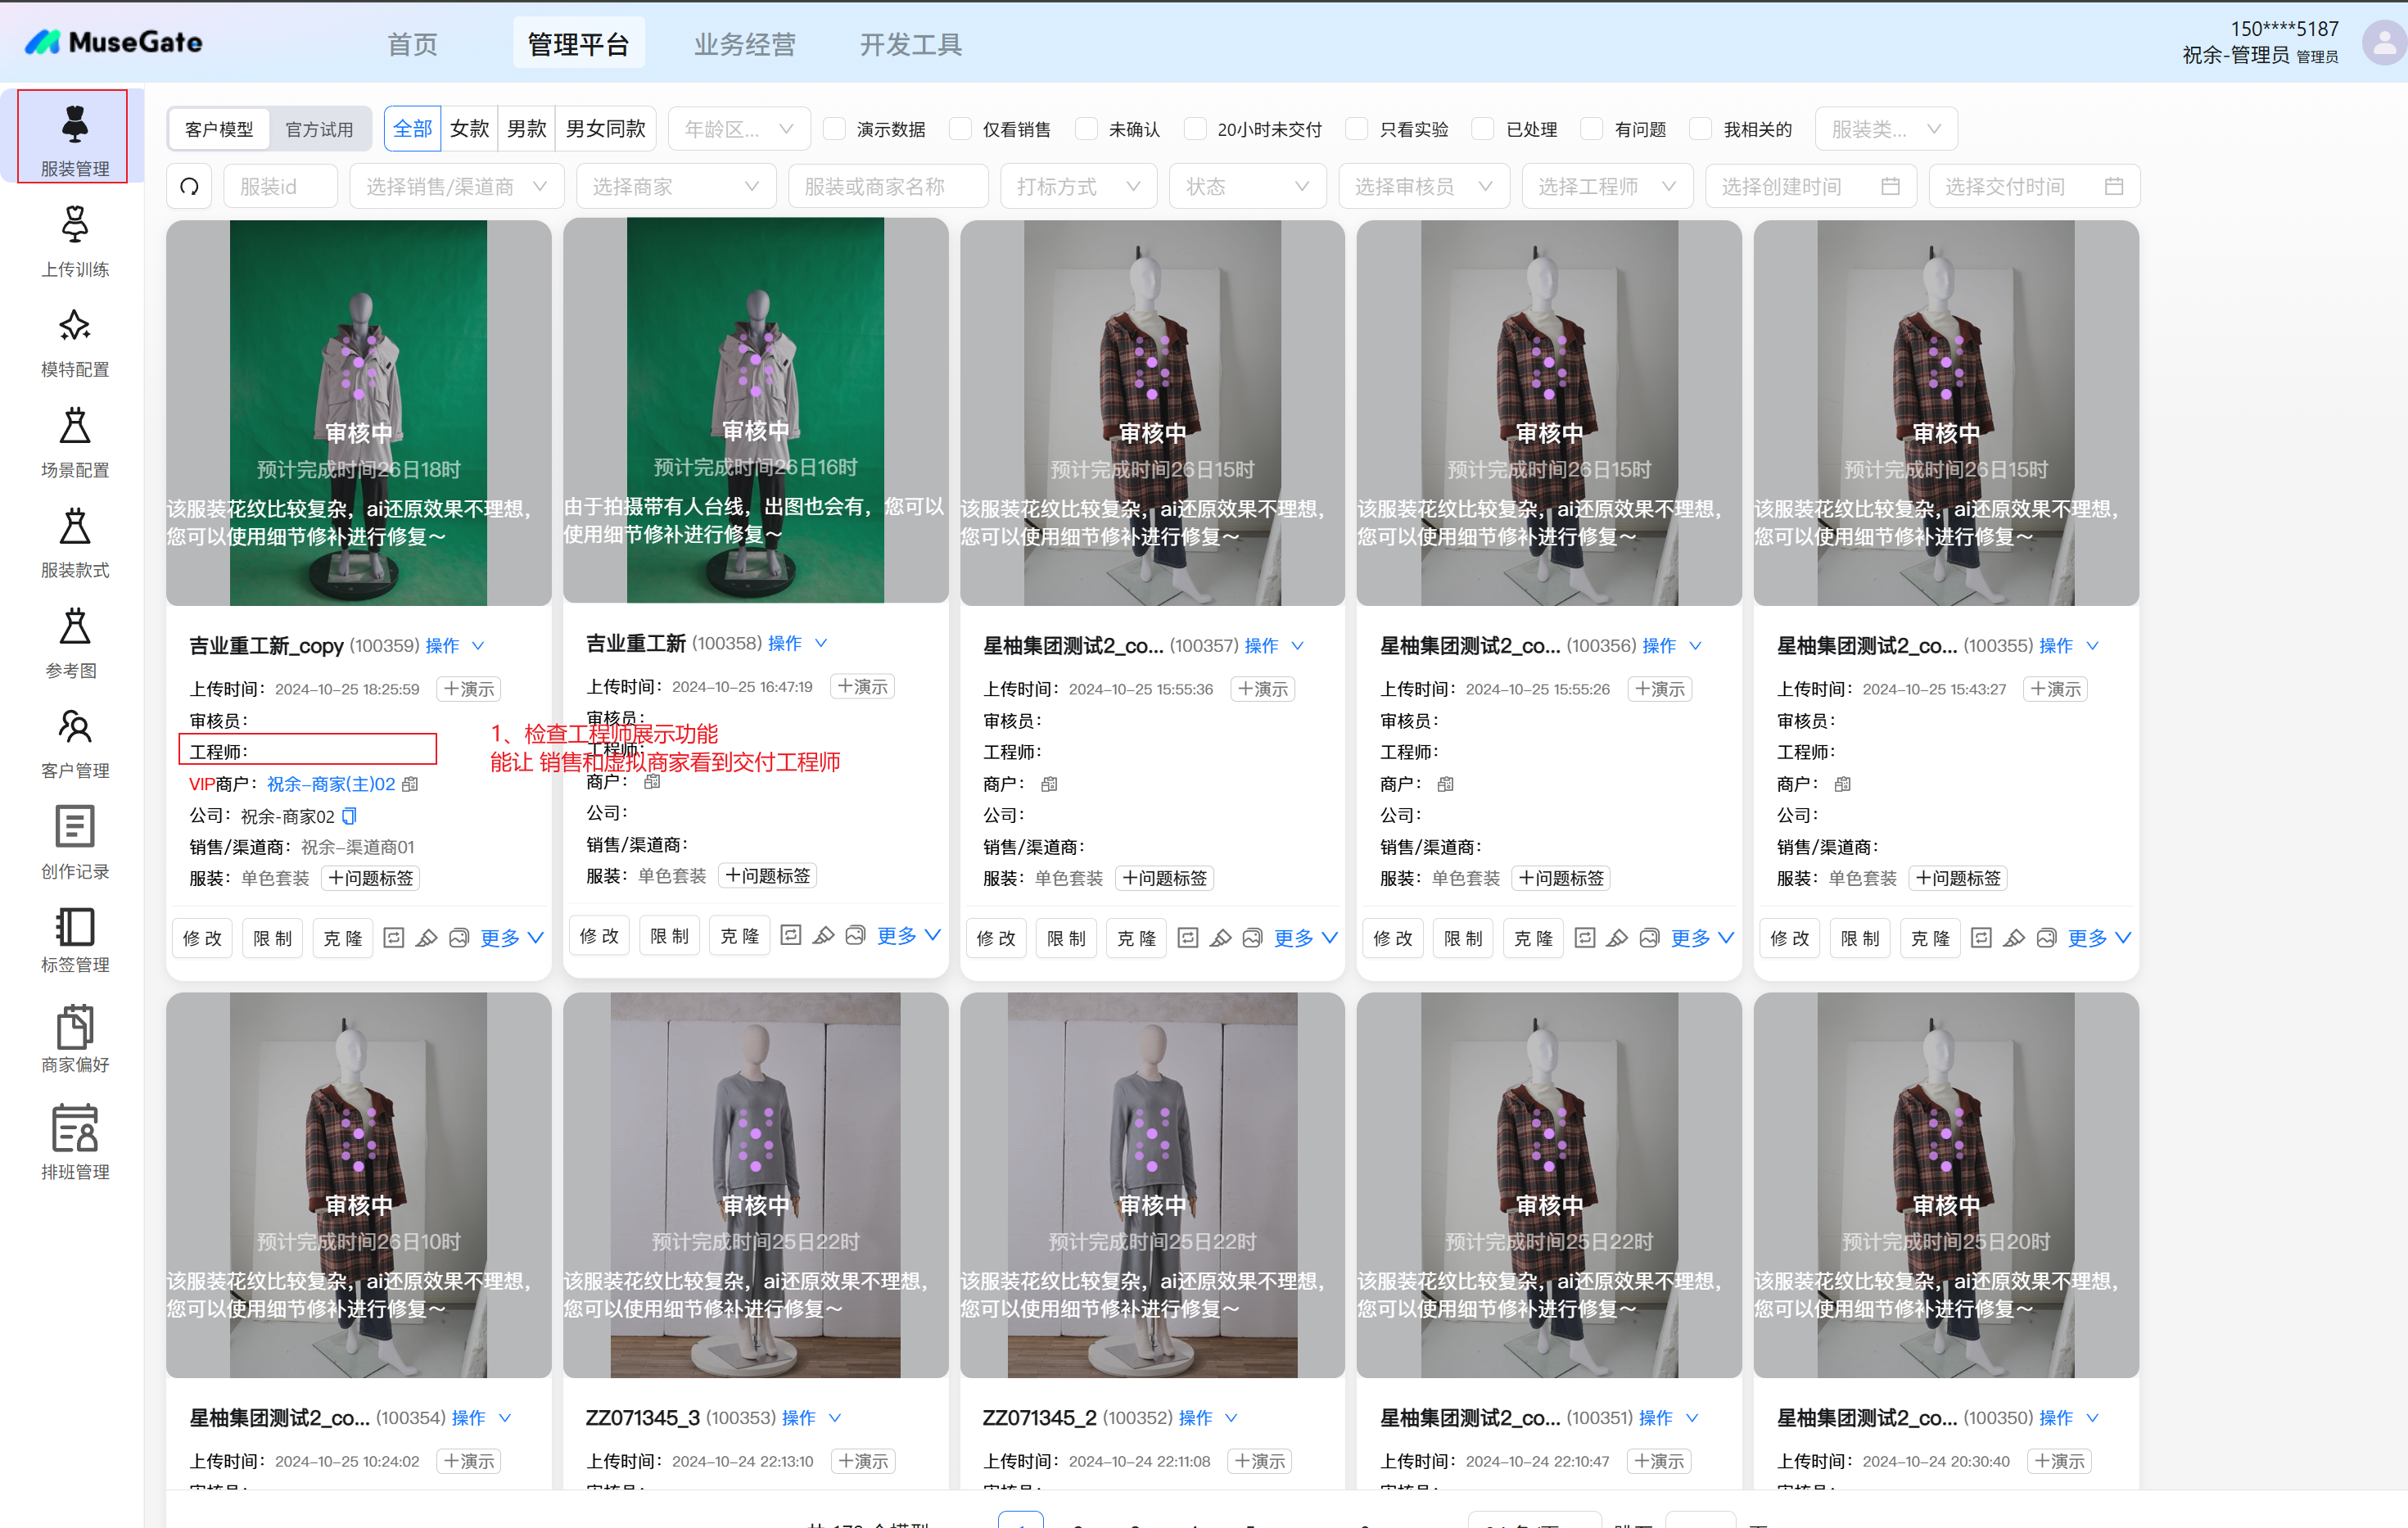 MuseGate 首页 管理平台 业务经营 开发工具
150****5187
祝余-管理员 管理员
服装管理
上传训练
模特配置
场景配置
服装款式
参考图
客户管理
创作记录
标签管理
商家偏好
排班管理
客户模型 官方试用 全部 女款 男款 男女同款 年龄区... 演示数据 仅看销售 未确认 20小时未交付 只看实验 已处理 有问题 我相关的 服装类...
服装id 选择销售/渠道商 选择商家 服装或商家名称 打标方式 状态 选择审核员 选择工程师 选择创建时间 选择交付时间
审核中
预计完成时间26日18时
该服装花纹比较复杂，ai还原效果不理想，
您可以使用细节修补进行修复～
吉业重工新_copy (100359) 操作
上传时间： 2024-10-25 18:25:59 +演示
审核员：
工程师：
VIP商户： 祝余-商家(主)02
公司： 祝余-商家02
销售/渠道商： 祝余-渠道商01
服装： 单色套装 +问题标签
修 改 限 制 克 隆 更多
审核中
预计完成时间26日16时
由于拍摄带有人台线，出图也会有，您可以
使用细节修补进行修复～
吉业重工新 (100358) 操作
上传时间： 2024-10-25 16:47:19 +演示
审核员：
1、检查工程师展示功能
工程师：
能让 销售和虚拟商家看到交付工程师
商户：
公司：
销售/渠道商：
服装： 单色套装 +问题标签
修 改 限 制 克 隆 更多
审核中
预计完成时间26日15时
该服装花纹比较复杂，ai还原效果不理想，
您可以使用细节修补进行修复～
星柚集团测试2_co... (100357) 操作
上传时间： 2024-10-25 15:55:36 +演示
审核员：
工程师：
商户：
公司：
销售/渠道商：
服装： 单色套装 +问题标签
修 改 限 制 克 隆 更多
审核中
预计完成时间26日15时
该服装花纹比较复杂，ai还原效果不理想，
您可以使用细节修补进行修复～
星柚集团测试2_co... (100356) 操作
上传时间： 2024-10-25 15:55:26 +演示
审核员：
工程师：
商户：
公司：
销售/渠道商：
服装： 单色套装 +问题标签
修 改 限 制 克 隆 更多
审核中
预计完成时间26日15时
该服装花纹比较复杂，ai还原效果不理想，
您可以使用细节修补进行修复～
星柚集团测试2_co... (100355) 操作
上传时间： 2024-10-25 15:43:27 +演示
审核员：
工程师：
商户：
公司：
销售/渠道商：
服装： 单色套装 +问题标签
修 改 限 制 克 隆 更多
审核中
预计完成时间26日10时
该服装花纹比较复杂，ai还原效果不理想，
您可以使用细节修补进行修复～
星柚集团测试2_co... (100354) 操作
上传时间： 2024-10-25 10:24:02 +演示
审核中
预计完成时间25日22时
该服装花纹比较复杂，ai还原效果不理想，
您可以使用细节修补进行修复～
ZZ071345_3 (100353) 操作
上传时间： 2024-10-24 22:13:10 +演示
审核中
预计完成时间25日22时
该服装花纹比较复杂，ai还原效果不理想，
您可以使用细节修补进行修复～
ZZ071345_2 (100352) 操作
上传时间： 2024-10-24 22:11:08 +演示
审核中
预计完成时间25日22时
该服装花纹比较复杂，ai还原效果不理想，
您可以使用细节修补进行修复～
星柚集团测试2_co... (100351) 操作
上传时间： 2024-10-24 22:10:47 +演示
审核中
预计完成时间25日20时
该服装花纹比较复杂，ai还原效果不理想，
您可以使用细节修补进行修复～
星柚集团测试2_co... (100350) 操作
上传时间： 2024-10-24 20:30:40 +演示